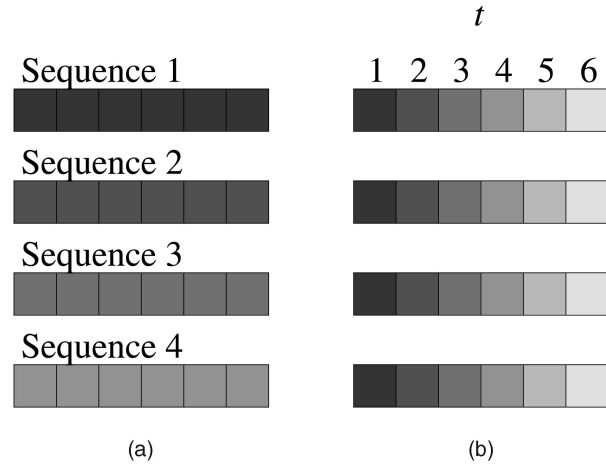 t
Sequence 1
1 2 3 4 5 6
Sequence 2
Sequence 3
Sequence 4
(a)
(b)